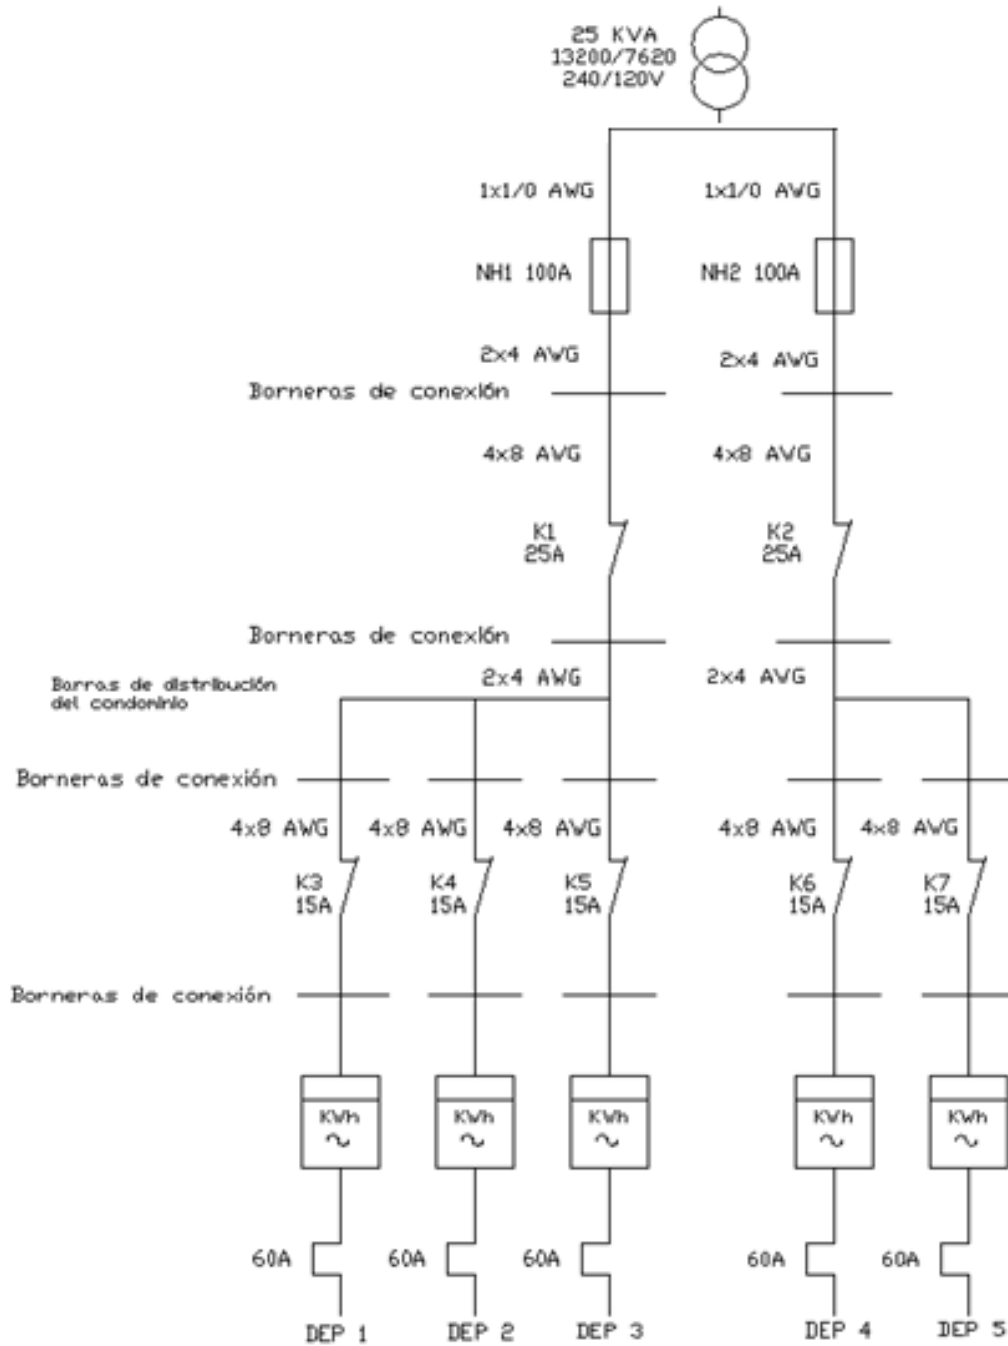 25 KVA
13200/7620
240/120V
1x1/0 AWG
1x1/0 AWG
NH1 100A
NH2 100A
2x4 AWG
2x4 AWG
Borneras de conexión
4x8 AWG
4x8 AWG
K1
25A
K2
25A
Borneras de conexión
2x4 AWG
2x4 AWG
Barras de distribución
del condominio
Borneras de conexión
4x8 AWG
4x8 AWG
4x8 AWG
4x8 AWG
4x8 AWG
K3
15A
K4
15A
K5
15A
K6
15A
K7
15A
Borneras de conexión
KWh
KWh
KWh
KWh
KWh
60A
60A
60A
60A
60A
DEP 1
DEP 2
DEP 3
DEP 4
DEP 5